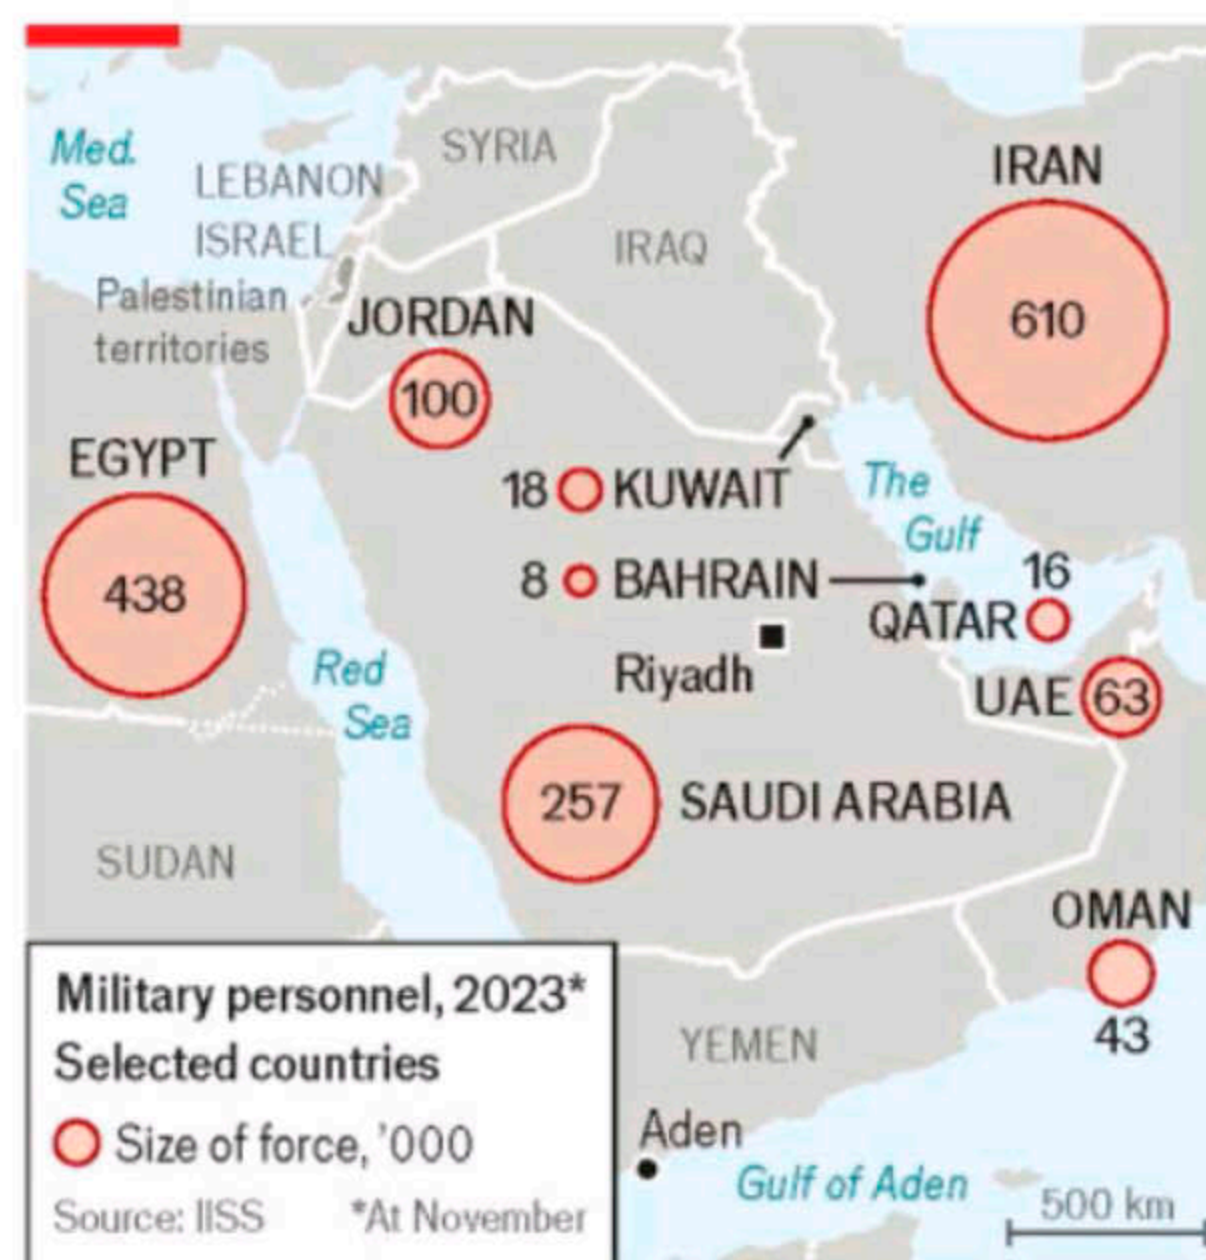 Med.
Sea
LEBANON
SYRIA
ISRAEL
IRAQ
IRAN
610
Palestinian
territories
JORDAN
100
EGYPT
438
18 KUWAIT
The
Gulf
8 BAHRAIN
16
QATAR
Riyadh
UAE 63
Red
Sea
257 SAUDI ARABIA
SUDAN
OMAN
43
YEMEN
Aden
Gulf of Aden
500 km
Military personnel, 2023*
Selected countries
Size of force, ’000
Source: IISS *At November